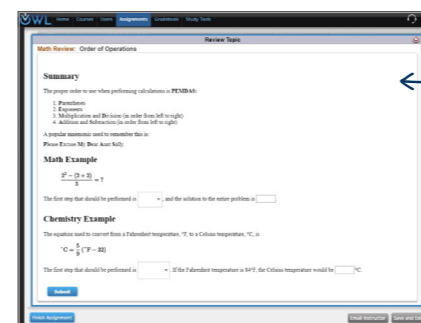 OWL Home Courses Users Assignments Gradebook Study Tools
Review Topic
Math Review: Order of Operations
Summary
The proper order to use when performing calculations is PEMDAS:
1. Parentheses
2. Exponents
3. Multiplication and Division (in order from left to right)
4. Addition and Subtraction (in order from left to right)
A popular mnemonic used to remember this is:
Please Excuse My Dear Aunt Sally.
Math Example
3² − (2 + 2) / 5 = ?
The first step that should be performed is , and the solution to the entire problem is .
Chemistry Example
The equation used to convert from a Fahrenheit temperature, °F, to a Celsius temperature, °C, is
°C = 5/9 (°F − 32)
The first step that should be performed is . If the Fahrenheit temperature is °F, the Celsius temperature would be °C.
Submit
Finish Assignment Email Instructor Save and